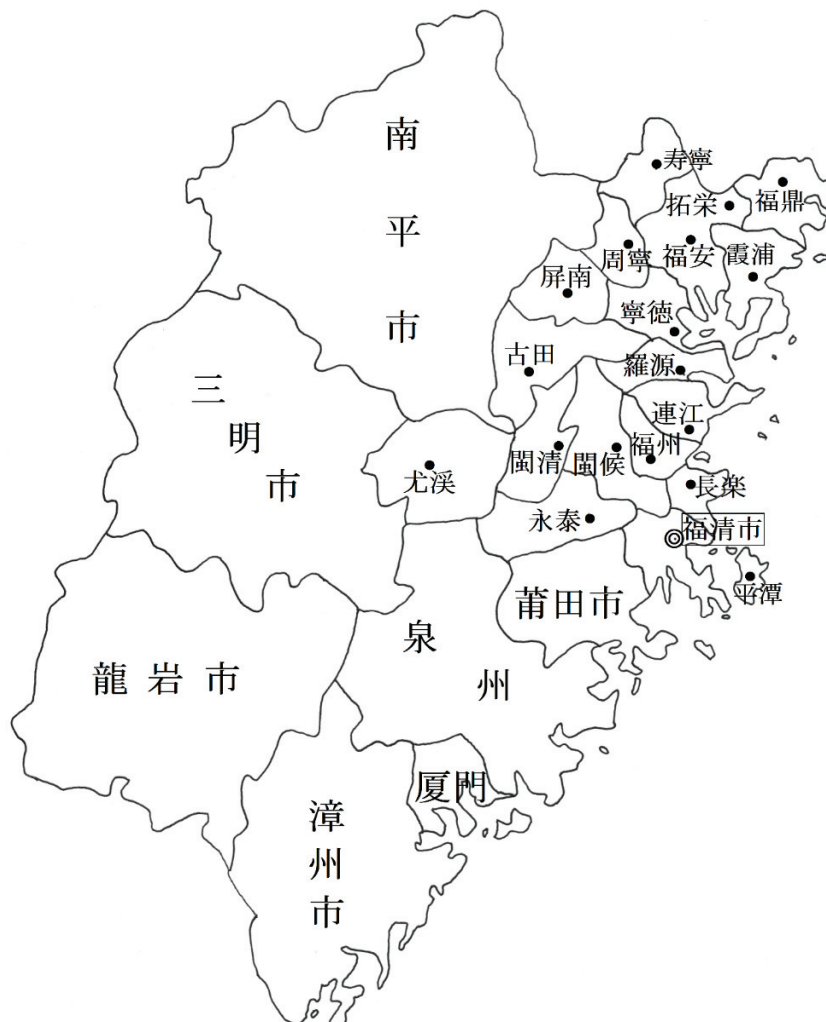 南平市
寿寧
福鼎
拓栄
福安
霞浦
周寧
屏南
寧徳
古田
羅源
三明市
連江
福州
閩清
閩侯
尤渓
長楽
永泰
福清市
平潭
莆田市
泉州
龍岩市
厦門
漳州市